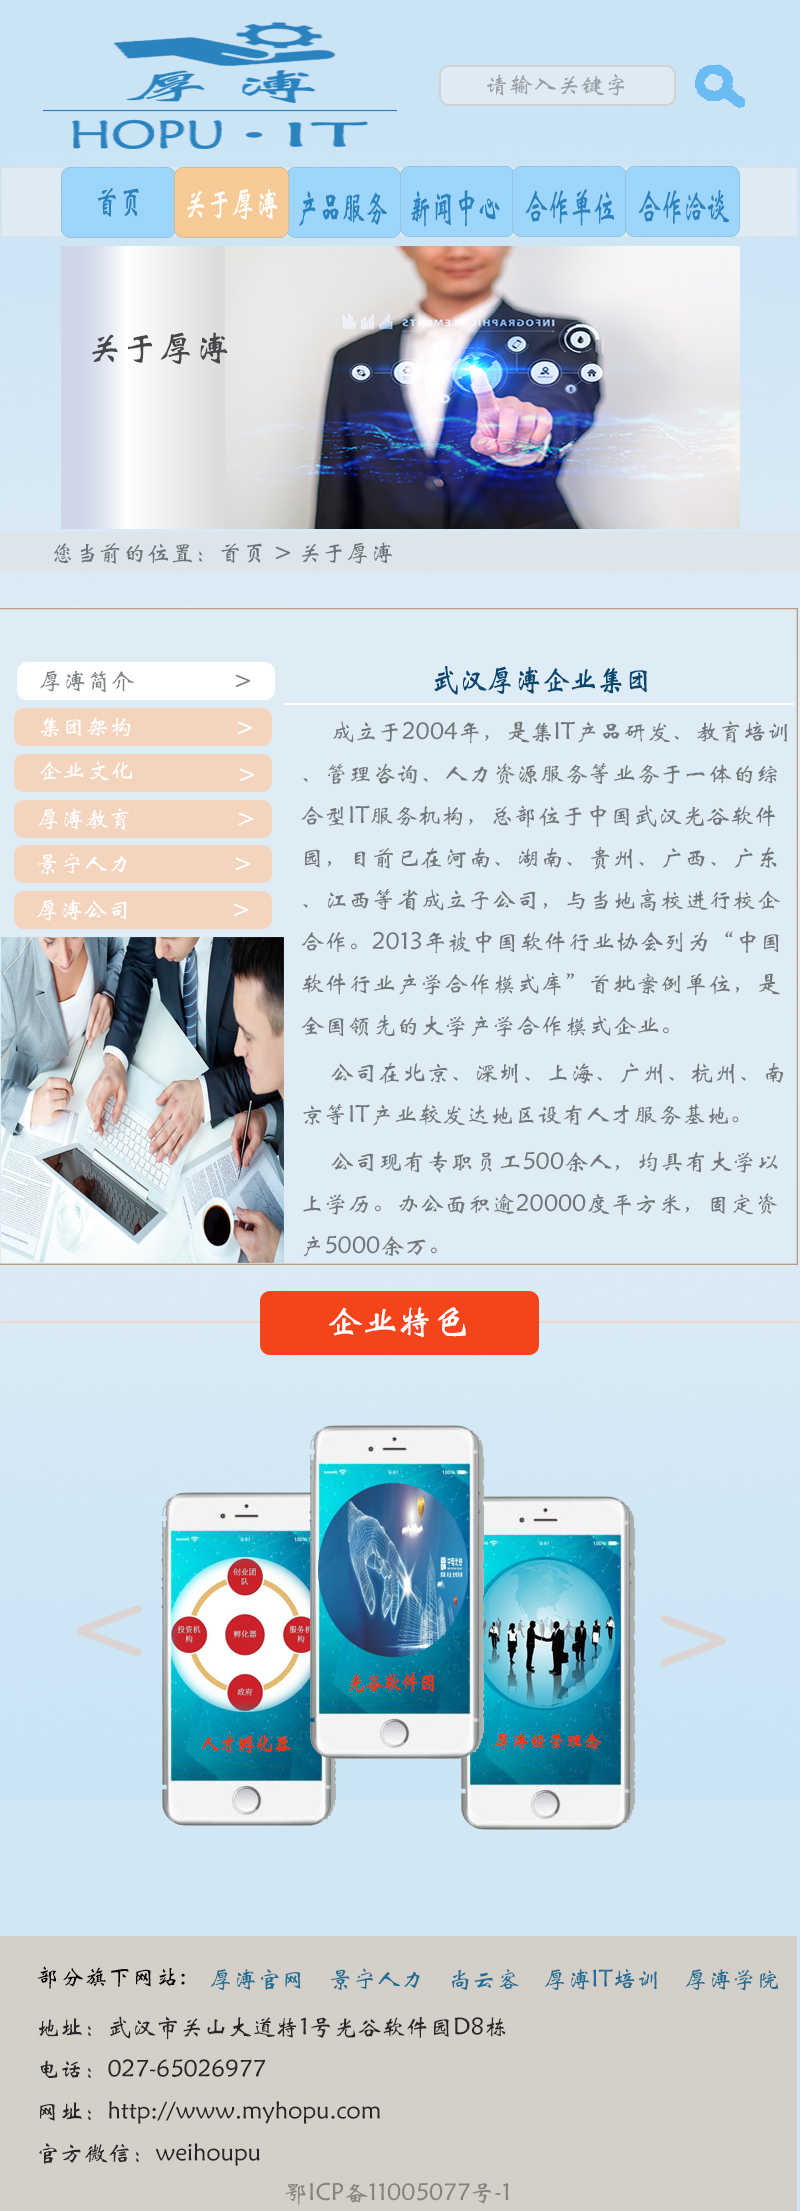 厚溥
HOPU·IT
请输入关键字
首页 关于厚溥 产品服务 新闻中心 合作单位 合作洽谈
关于厚溥
INFOGRAPHIC ELEMENTS
您当前的位置：首页 > 关于厚溥
厚溥简介 >
集团架构 >
企业文化 >
厚溥教育 >
景宁人力 >
厚溥公司 >
武汉厚溥企业集团
成立于2004年，是集IT产品研发、教育培训
、管理咨询、人力资源服务等业务于一体的综
合型IT服务机构，总部位于中国武汉光谷软件
园，目前已在河南、湖南、贵州、广西、广东
、江西等省成立子公司，与当地高校进行校企
合作。2013年被中国软件行业协会列为“中国
软件行业产学合作模式库”首批案例单位，是
全国领先的大学产学合作模式企业。
公司在北京、深圳、上海、广州、杭州、南
京等IT产业较发达地区设有人才服务基地。
公司现有专职员工500余人，均具有大学以
上学历。办公面积逾20000度平方米，固定资
产5000余万。
企业特色
<
9:41 100%
创业团
队
投资机
构
孵化器
服务机
构
政府
人才孵化器
9:41 100%
光谷软件园
9:41 100%
厚溥经营理念
>
部分旗下网站： 厚溥官网 景宁人力 尚云客 厚溥IT培训 厚溥学院
地址：武汉市关山大道特1号光谷软件园D8栋
电话：027-65026977
网址：http://www.myhopu.com
官方微信：weihoupu
鄂ICP备11005077号-1